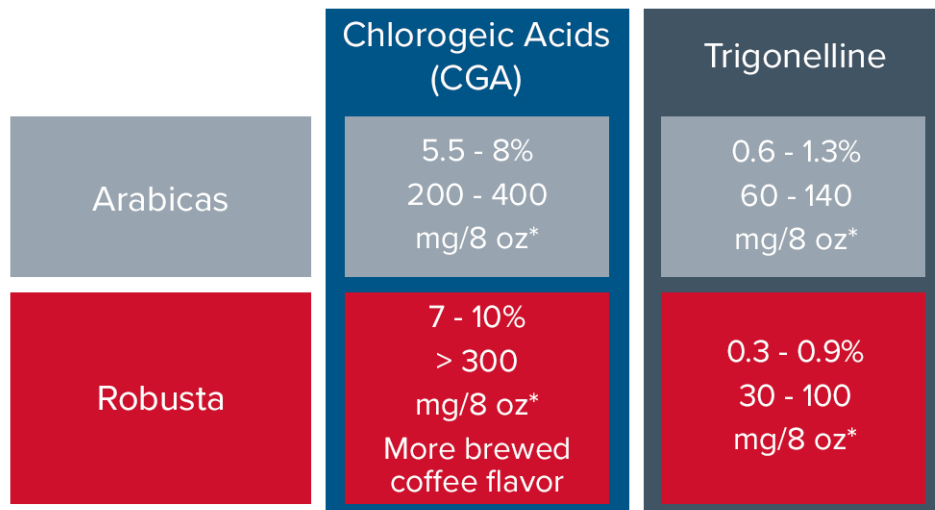 Chlorogeic Acids
(CGA)
Trigonelline
Arabicas
5.5 - 8%
200 - 400
mg/8 oz*
0.6 - 1.3%
60 - 140
mg/8 oz*
Robusta
7 - 10%
> 300
mg/8 oz*
More brewed
coffee flavor
0.3 - 0.9%
30 - 100
mg/8 oz*